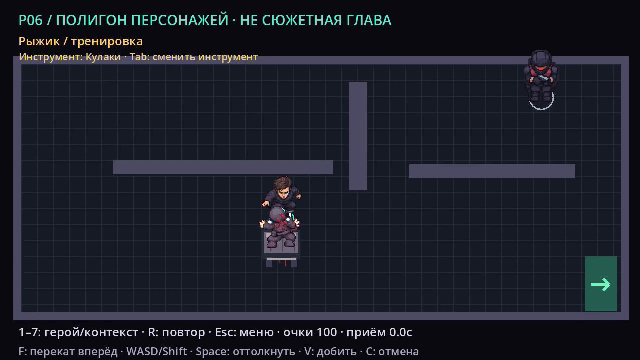 P06 / ПОЛИГОН ПЕРСОНАЖЕЙ · НЕ СЮЖЕТНАЯ ГЛАВА
Рыжик / тренировка
Инструмент: Кулаки · Tab: сменить инструмент
1–7: герой/контекст · R: повтор · Esc: меню · очки 100 · приём 0.0с
F: перекат вперёд · WASD/Shift · Space: оттолкнуть · V: добить · C: отмена